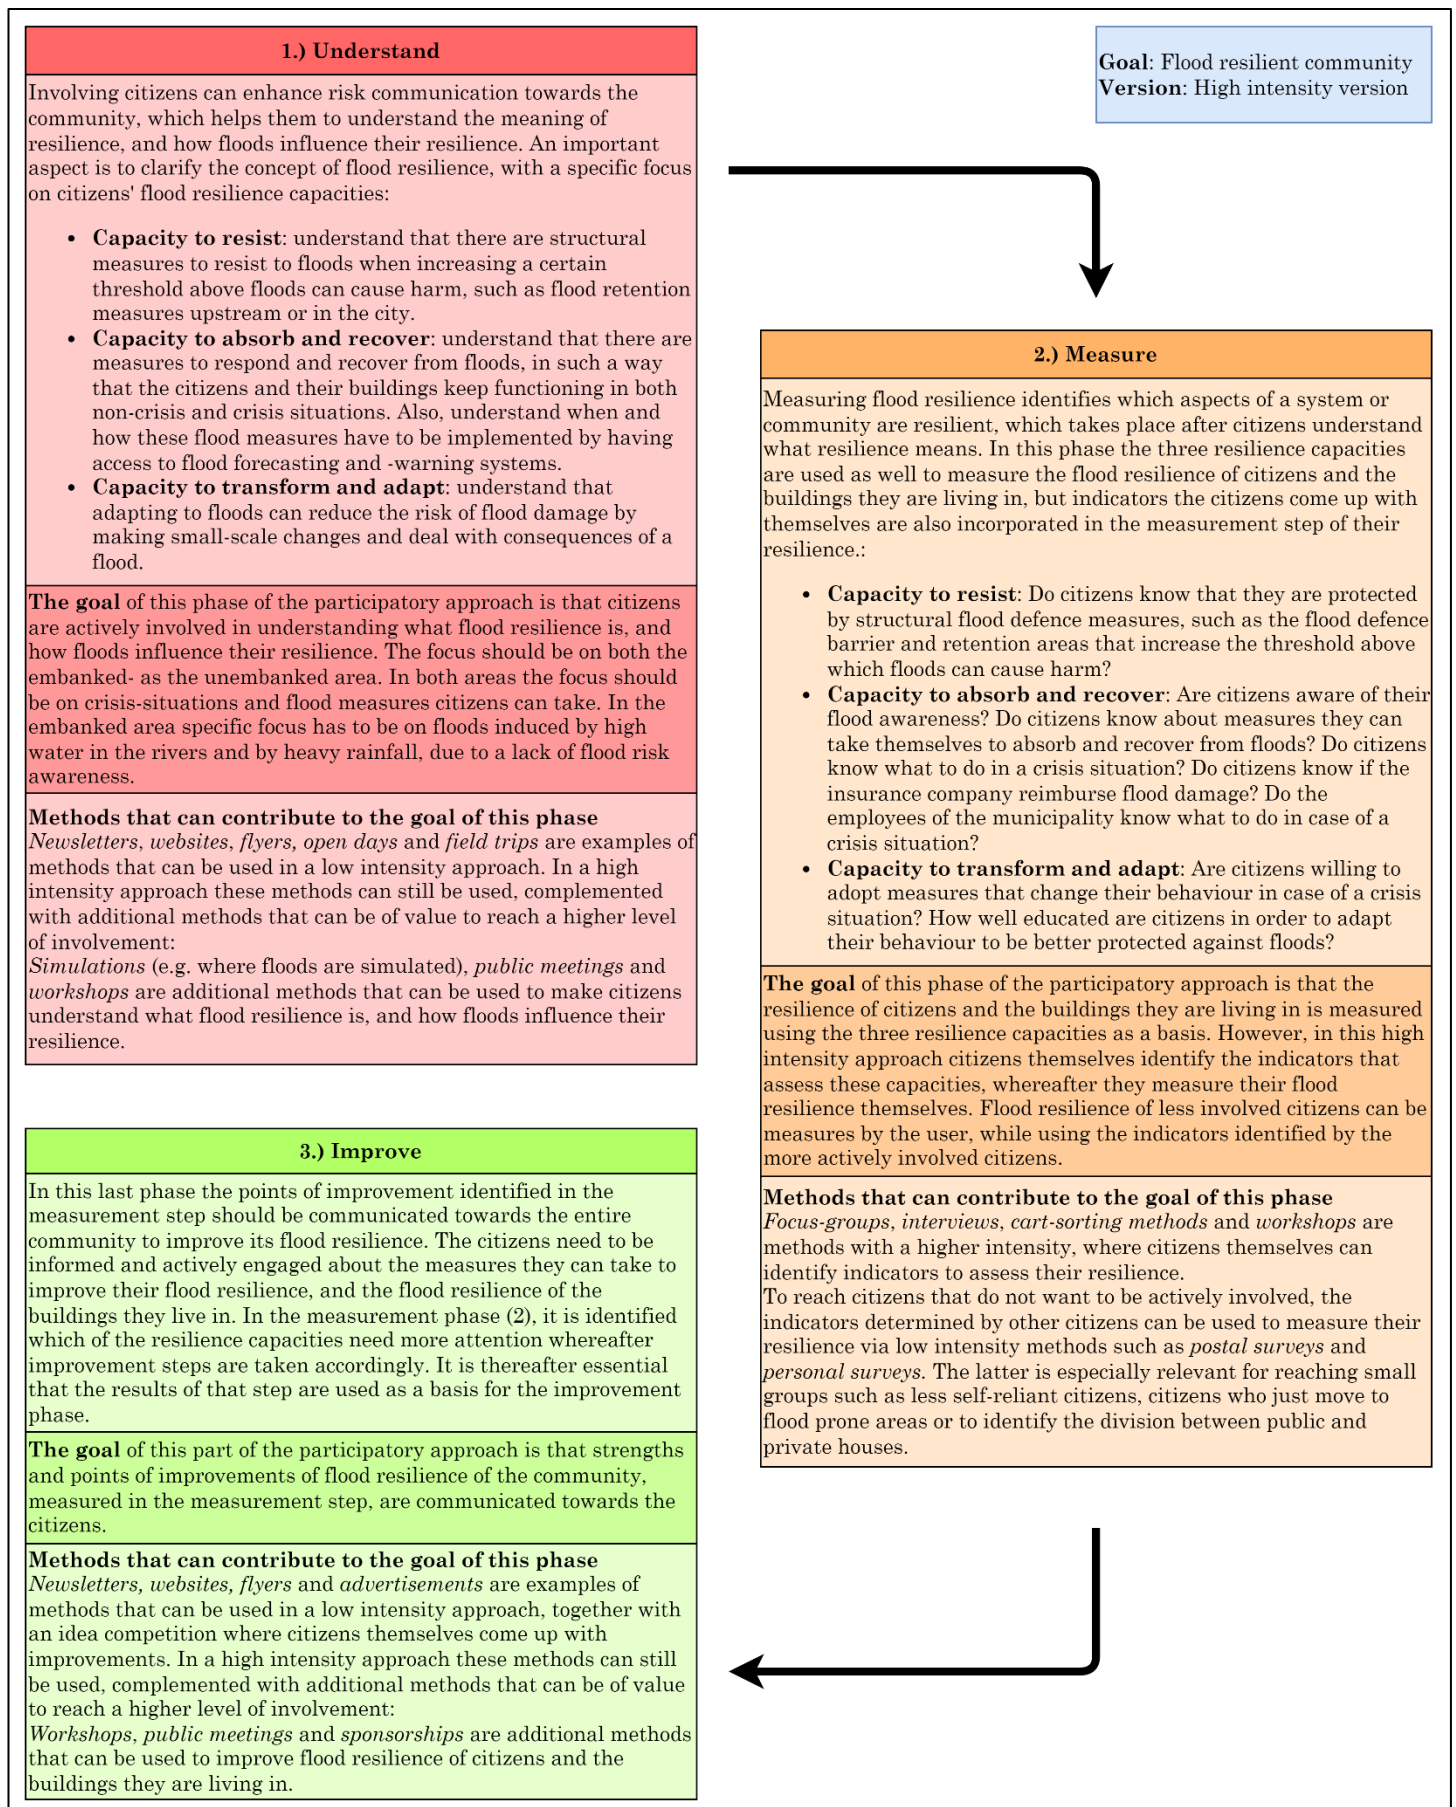 1.) Understand
Involving citizens can enhance risk communication towards the
community, which helps them to understand the meaning of
resilience, and how floods influence their resilience. An important
aspect is to clarify the concept of flood resilience, with a specific focus
on citizens' flood resilience capacities:
• Capacity to resist: understand that there are structural
measures to resist to floods when increasing a certain
threshold above floods can cause harm, such as flood retention
measures upstream or in the city.
• Capacity to absorb and recover: understand that there are
measures to respond and recover from floods, in such a way
that the citizens and their buildings keep functioning in both
non-crisis and crisis situations. Also, understand when and
how these flood measures have to be implemented by having
access to flood forecasting and -warning systems.
• Capacity to transform and adapt: understand that
adapting to floods can reduce the risk of flood damage by
making small-scale changes and deal with consequences of a
flood.
The goal of this phase of the participatory approach is that citizens
are actively involved in understanding what flood resilience is, and
how floods influence their resilience. The focus should be on both the
embanked- as the unembanked area. In both areas the focus should
be on crisis-situations and flood measures citizens can take. In the
embanked area specific focus has to be on floods induced by high
water in the rivers and by heavy rainfall, due to a lack of flood risk
awareness.
Methods that can contribute to the goal of this phase
Newsletters, websites, flyers, open days and field trips are examples of
methods that can be used in a low intensity approach. In a high
intensity approach these methods can still be used, complemented
with additional methods that can be of value to reach a higher level
of involvement:
Simulations (e.g. where floods are simulated), public meetings and
workshops are additional methods that can be used to make citizens
understand what flood resilience is, and how floods influence their
resilience.
Goal: Flood resilient community
Version: High intensity version
2.) Measure
Measuring flood resilience identifies which aspects of a system or
community are resilient, which takes place after citizens understand
what resilience means. In this phase the three resilience capacities
are used as well to measure the flood resilience of citizens and the
buildings they are living in, but indicators the citizens come up with
themselves are also incorporated in the measurement step of their
resilience.:
• Capacity to resist: Do citizens know that they are protected
by structural flood defence measures, such as the flood defence
barrier and retention areas that increase the threshold above
which floods can cause harm?
• Capacity to absorb and recover: Are citizens aware of their
flood awareness? Do citizens know about measures they can
take themselves to absorb and recover from floods? Do citizens
know what to do in a crisis situation? Do citizens know if the
insurance company reimburse flood damage? Do the
employees of the municipality know what to do in case of a
crisis situation?
• Capacity to transform and adapt: Are citizens willing to
adopt measures that change their behaviour in case of a crisis
situation? How well educated are citizens in order to adapt
their behaviour to be better protected against floods?
The goal of this phase of the participatory approach is that the
resilience of citizens and the buildings they are living in is measured
using the three resilience capacities as a basis. However, in this high
intensity approach citizens themselves identify the indicators that
assess these capacities, whereafter they measure their flood
resilience themselves. Flood resilience of less involved citizens can be
measures by the user, while using the indicators identified by the
more actively involved citizens.
Methods that can contribute to the goal of this phase
Focus-groups, interviews, cart-sorting methods and workshops are
methods with a higher intensity, where citizens themselves can
identify indicators to assess their resilience.
To reach citizens that do not want to be actively involved, the
indicators determined by other citizens can be used to measure their
resilience via low intensity methods such as postal surveys and
personal surveys. The latter is especially relevant for reaching small
groups such as less self-reliant citizens, citizens who just move to
flood prone areas or to identify the division between public and
private houses.
3.) Improve
In this last phase the points of improvement identified in the
measurement step should be communicated towards the entire
community to improve its flood resilience. The citizens need to be
informed and actively engaged about the measures they can take to
improve their flood resilience, and the flood resilience of the
buildings they live in. In the measurement phase (2), it is identified
which of the resilience capacities need more attention whereafter
improvement steps are taken accordingly. It is thereafter essential
that the results of that step are used as a basis for the improvement
phase.
The goal of this part of the participatory approach is that strengths
and points of improvements of flood resilience of the community,
measured in the measurement step, are communicated towards the
citizens.
Methods that can contribute to the goal of this phase
Newsletters, websites, flyers and advertisements are examples of
methods that can be used in a low intensity approach, together with
an idea competition where citizens themselves come up with
improvements. In a high intensity approach these methods can still
be used, complemented with additional methods that can be of value
to reach a higher level of involvement:
Workshops, public meetings and sponsorships are additional methods
that can be used to improve flood resilience of citizens and the
buildings they are living in.